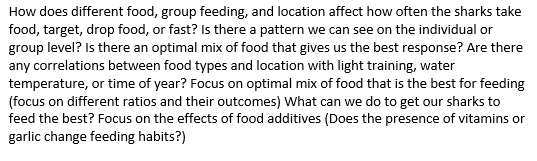 How does different food, group feeding, and location affect how often the sharks take
food, target, drop food, or fast? Is there a pattern we can see on the individual or
group level? Is there an optimal mix of food that gives us the best response? Are there
any correlations between food types and location with light training, water
temperature, or time of year? Focus on optimal mix of food that is the best for feeding
(focus on different ratios and their outcomes) What can we do to get our sharks to
feed the best? Focus on the effects of food additives (Does the presence of vitamins or
garlic change feeding habits?)